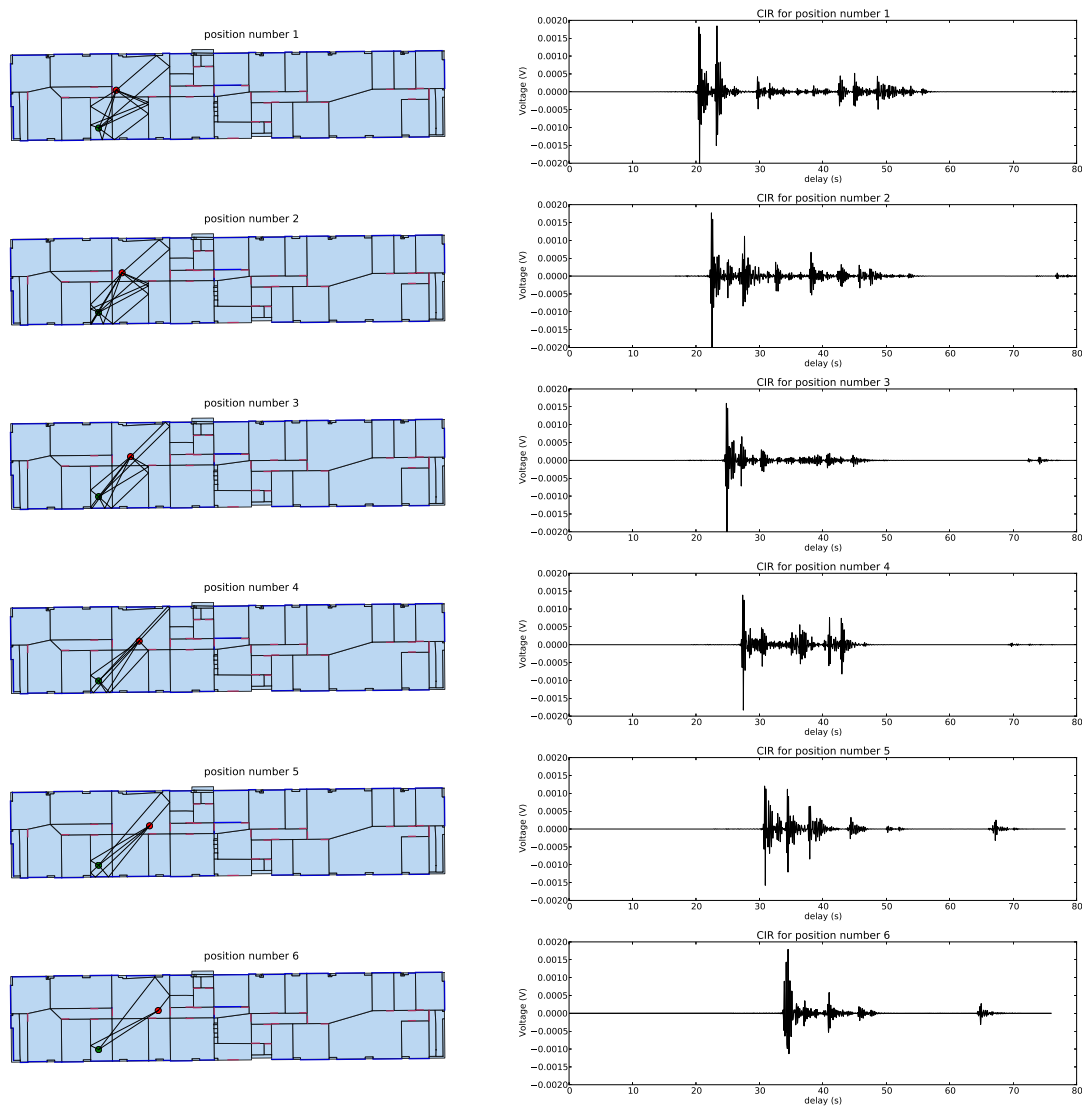 position number 1
CIR for position number 1
Voltage (V)
0.0020
0.0015
0.0010
0.0005
0.0000
−0.0005
−0.0010
−0.0015
−0.0020
0 10 20 30 40 50 60 70 80
delay (s)
position number 2
CIR for position number 2
Voltage (V)
0.0020
0.0015
0.0010
0.0005
0.0000
−0.0005
−0.0010
−0.0015
−0.0020
0 10 20 30 40 50 60 70 80
delay (s)
position number 3
CIR for position number 3
Voltage (V)
0.0020
0.0015
0.0010
0.0005
0.0000
−0.0005
−0.0010
−0.0015
−0.0020
0 10 20 30 40 50 60 70 80
delay (s)
position number 4
CIR for position number 4
Voltage (V)
0.0020
0.0015
0.0010
0.0005
0.0000
−0.0005
−0.0010
−0.0015
−0.0020
0 10 20 30 40 50 60 70 80
delay (s)
position number 5
CIR for position number 5
Voltage (V)
0.0020
0.0015
0.0010
0.0005
0.0000
−0.0005
−0.0010
−0.0015
−0.0020
0 10 20 30 40 50 60 70 80
delay (s)
position number 6
CIR for position number 6
Voltage (V)
0.0020
0.0015
0.0010
0.0005
0.0000
−0.0005
−0.0010
−0.0015
−0.0020
0 10 20 30 40 50 60 70 80
delay (s)